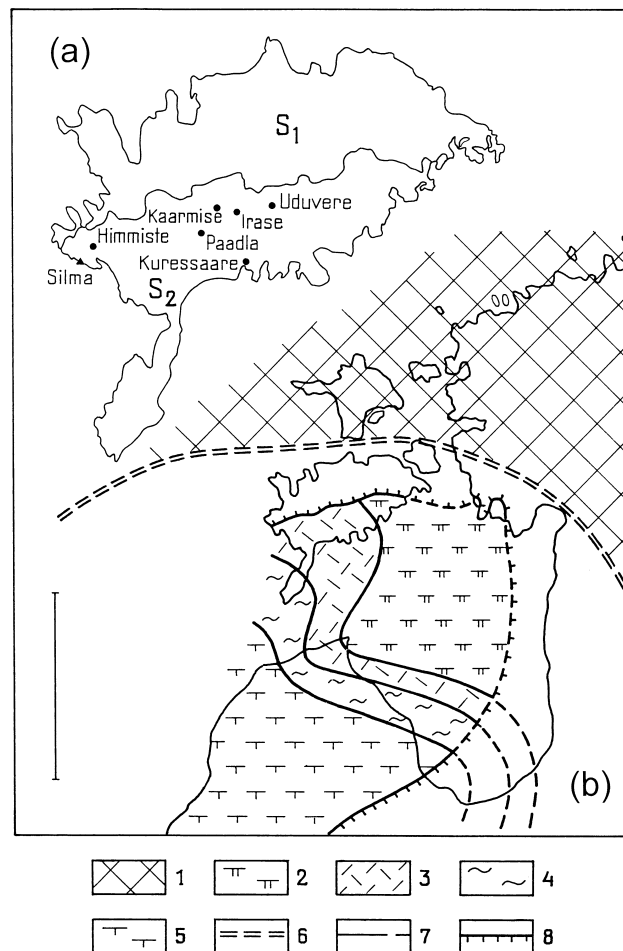 (a)
S1
Uduvere
Kaarmise
Irase
Himmiste
Paadla
Silma
Kuressaare
S2
(b)
1 2 3 4
5 6 7 8